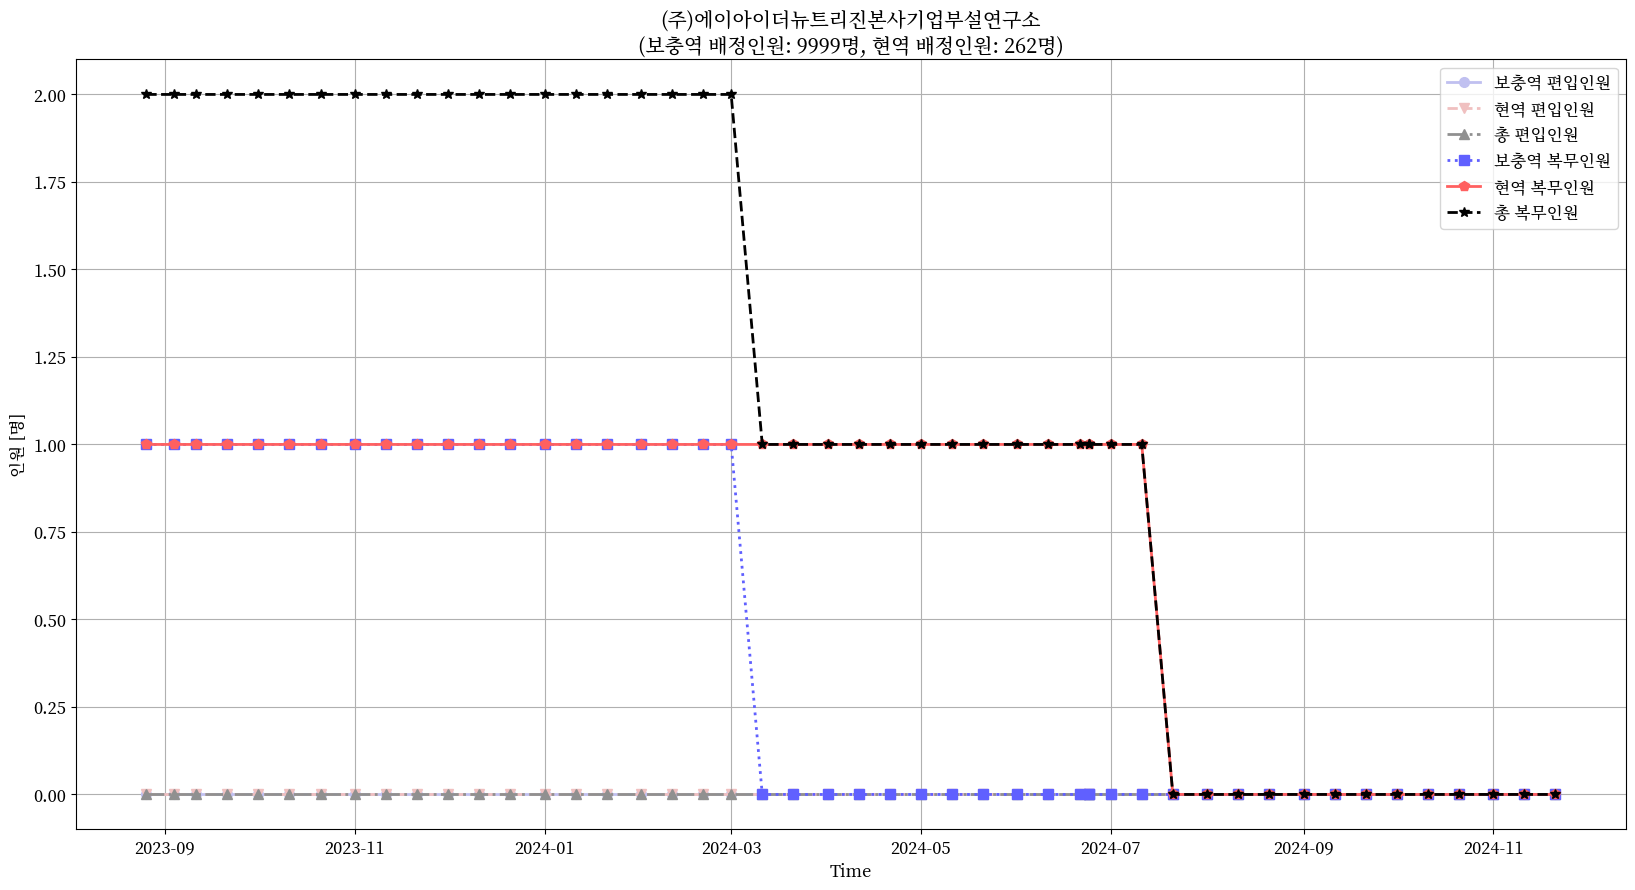 (주)에이아이더뉴트리진본사기업부설연구소
(보충역 배정인원: 9999명, 현역 배정인원: 262명)
보충역 편입인원
현역 편입인원
총 편입인원
보충역 복무인원
현역 복무인원
총 복무인원
인원 [명]
2.00
1.75
1.50
1.25
1.00
0.75
0.50
0.25
0.00
2023-09
2023-11
2024-01
2024-03
2024-05
2024-07
2024-09
2024-11
Time